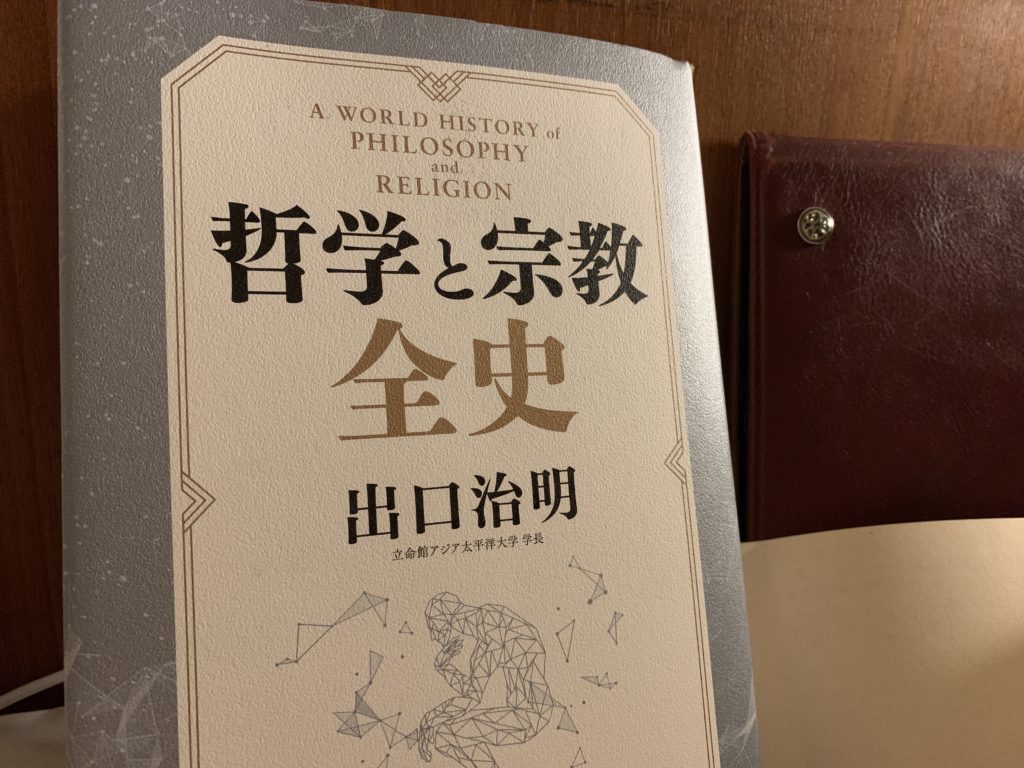 A WORLD HISTORY of
PHILOSOPHY
and
RELIGION
哲学と宗教
全史
出口治明
立命館アジア太平洋大学 学長